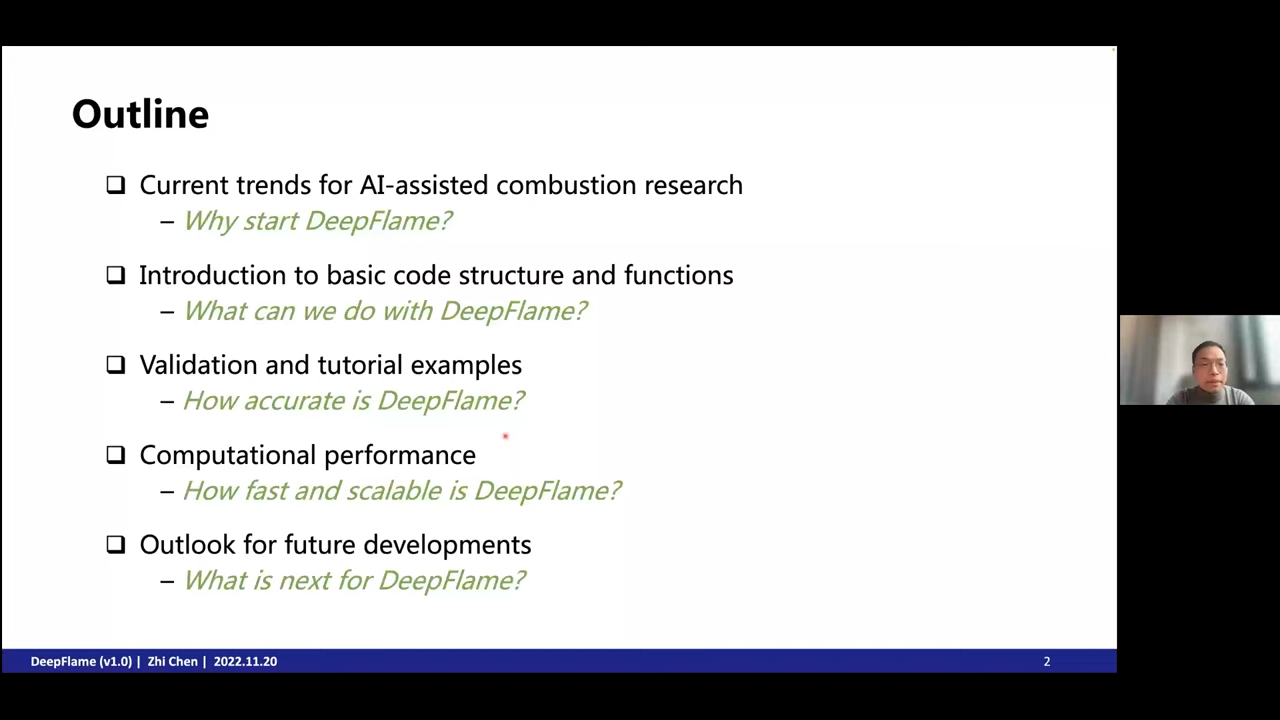 Outline
❑ Current trends for AI-assisted combustion research
– Why start DeepFlame?
❑ Introduction to basic code structure and functions
– What can we do with DeepFlame?
❑ Validation and tutorial examples
– How accurate is DeepFlame?
❑ Computational performance
– How fast and scalable is DeepFlame?
❑ Outlook for future developments
– What is next for DeepFlame?
DeepFlame (v1.0) | Zhi Chen | 2022.11.20
2